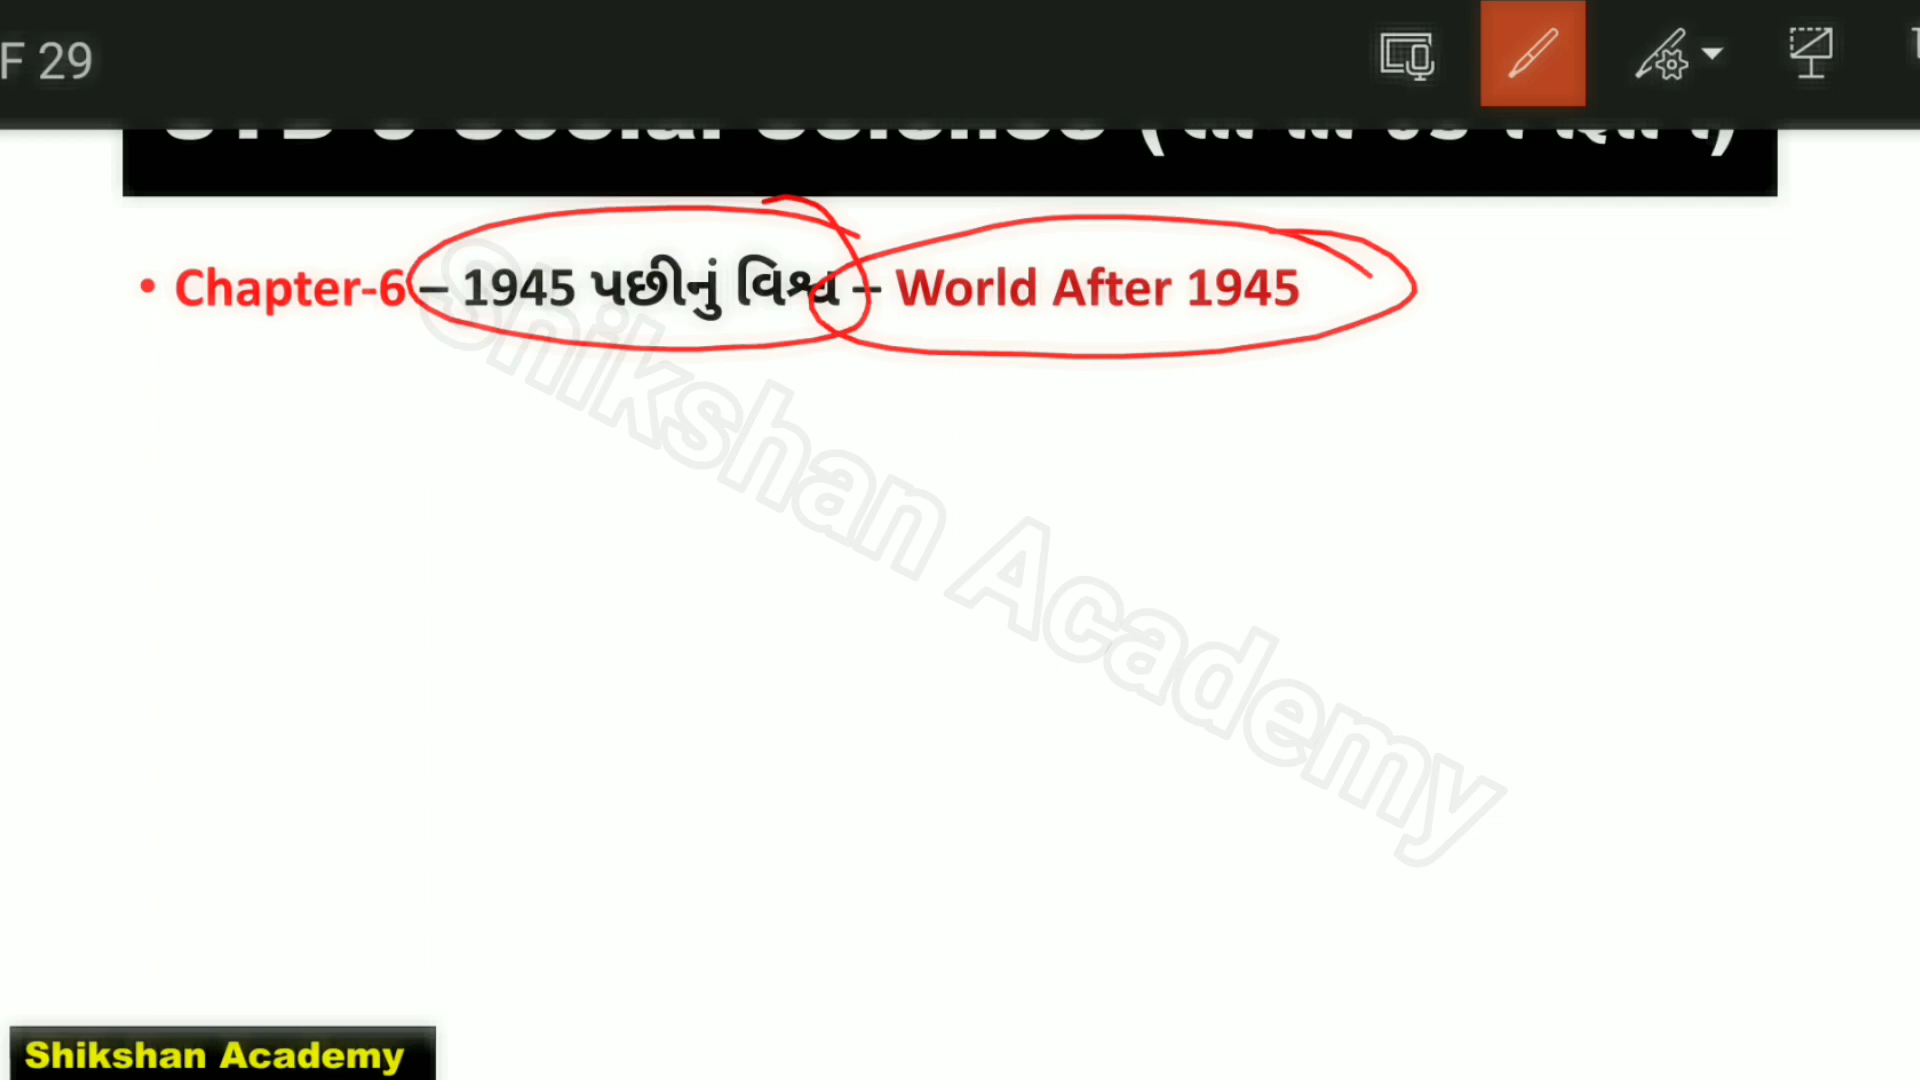 F 29
• Chapter-6 – 1945 પછીનું વિશ્વ – World After 1945
Shikshan Academy
Shikshan Academy